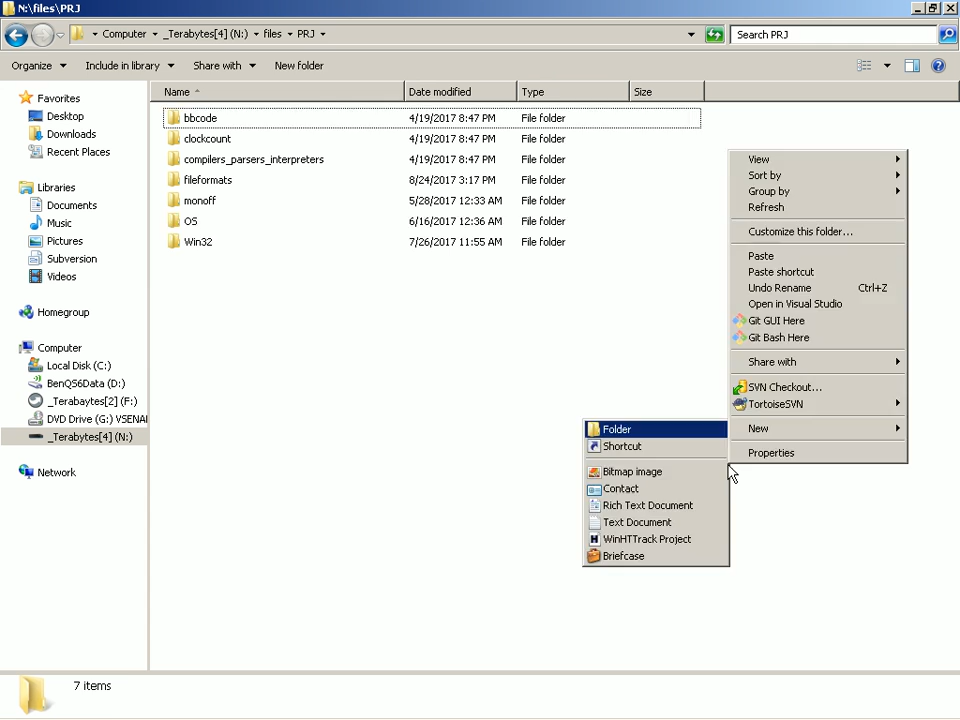 N:\files\PRJ
Computer _Terabytes[4] (N:) files PRJ
Search PRJ
Organize Include in library Share with New folder
Name Date modified Type Size
Favorites
Desktop
Downloads
Recent Places
Libraries
Documents
Music
Pictures
Subversion
Videos
Homegroup
Computer
Local Disk (C:)
BenQS6Data (D:)
_Terabaytes[2] (F:)
DVD Drive (G:) VSENA
_Terabytes[4] (N:)
Network
bbcode 4/19/2017 8:47 PM File folder
clockcount 4/19/2017 8:47 PM File folder
compilers_parsers_interpreters 4/19/2017 8:47 PM File folder
fileformats 8/24/2017 3:17 PM File folder
monoff 5/28/2017 12:33 AM File folder
OS 6/16/2017 12:36 AM File folder
Win32 7/26/2017 11:55 AM File folder
View
Sort by
Group by
Refresh
Customize this folder...
Paste
Paste shortcut
Undo Rename Ctrl+Z
Open in Visual Studio
Git GUI Here
Git Bash Here
Share with
SVN Checkout...
TortoiseSVN
New
Properties
Folder
Shortcut
Bitmap image
Contact
Rich Text Document
Text Document
WinHTTrack Project
Briefcase
7 items